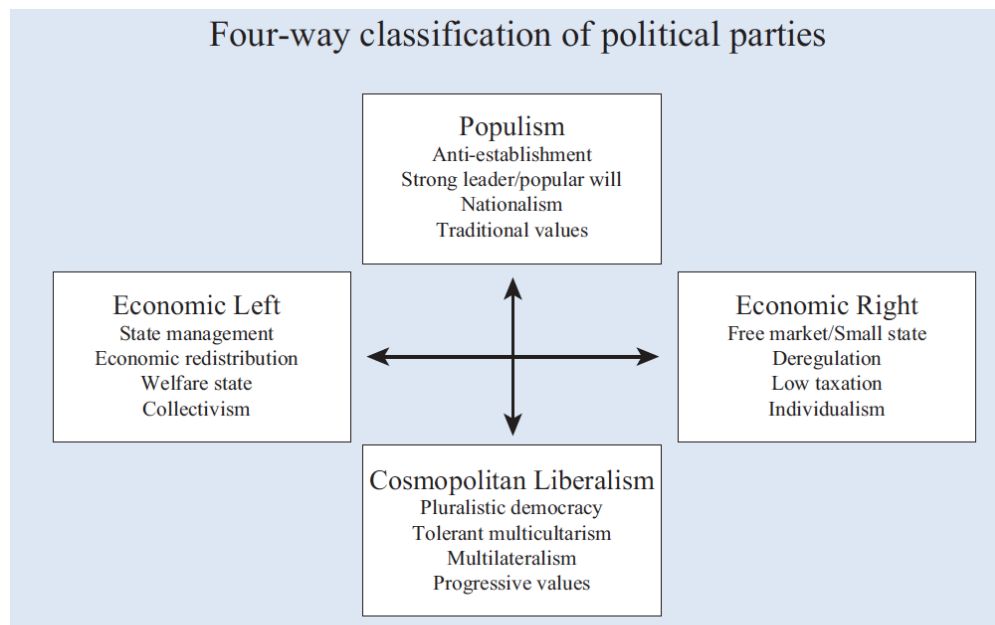 Four-way classification of political parties
Populism
Anti-establishment
Strong leader/popular will
Nationalism
Traditional values
Economic Left
State management
Economic redistribution
Welfare state
Collectivism
Economic Right
Free market/Small state
Deregulation
Low taxation
Individualism
Cosmopolitan Liberalism
Pluralistic democracy
Tolerant multicultarism
Multilateralism
Progressive values